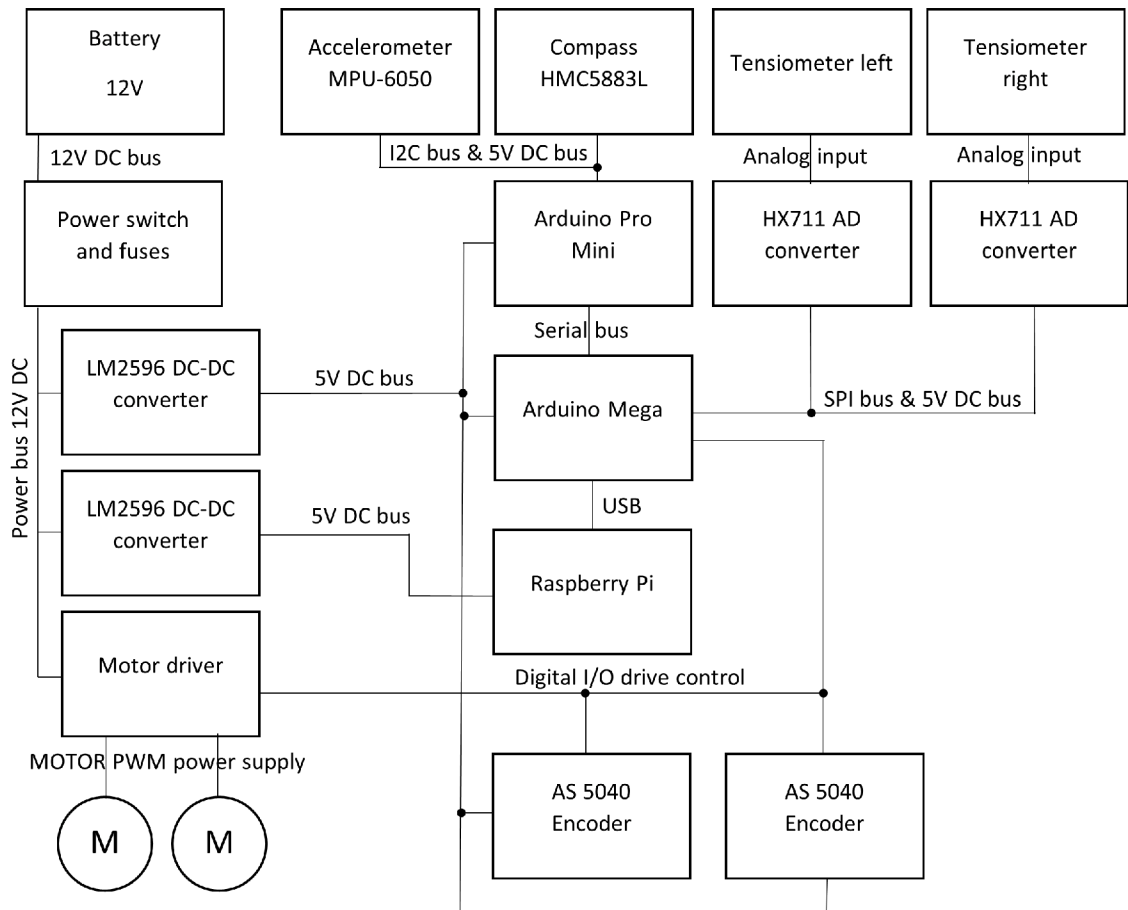 Battery
12V
Accelerometer
MPU-6050
Compass
HMC5883L
Tensiometer left
Tensiometer
right
12V DC bus
I2C bus & 5V DC bus
Analog input
Analog input
Power switch
and fuses
Arduino Pro
Mini
HX711 AD
converter
HX711 AD
converter
Serial bus
Power bus 12V DC
LM2596 DC-DC
converter
5V DC bus
Arduino Mega
SPI bus & 5V DC bus
LM2596 DC-DC
converter
5V DC bus
USB
Raspberry Pi
Motor driver
Digital I/O drive control
MOTOR PWM power supply
M
M
AS 5040
Encoder
AS 5040
Encoder